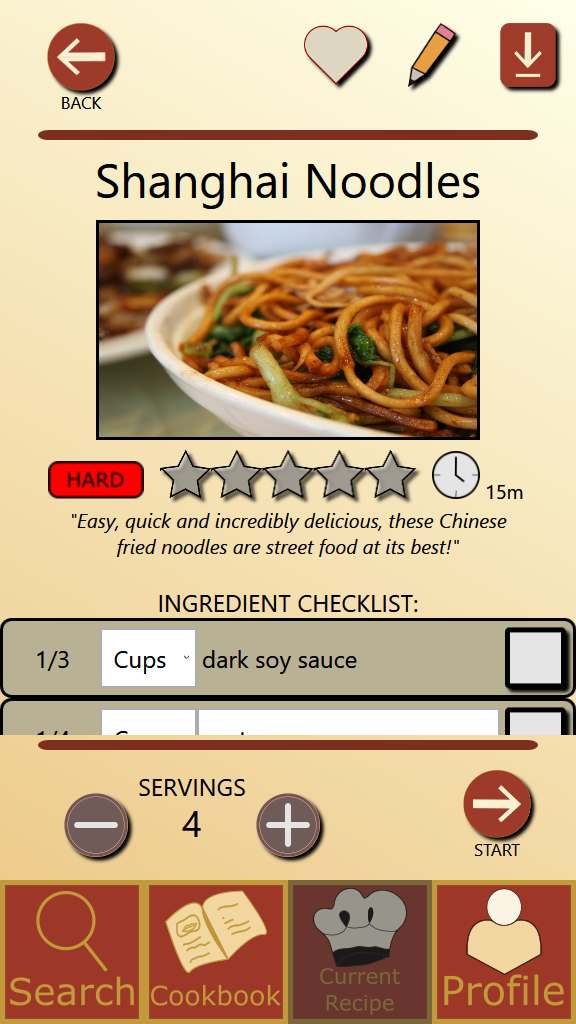 BACK
Shanghai Noodles
HARD
15m
"Easy, quick and incredibly delicious, these Chinese
fried noodles are street food at its best!"
INGREDIENT CHECKLIST:
1/3 Cups dark soy sauce
SERVINGS
4
START
Search
Cookbook
Current
Recipe
Profile